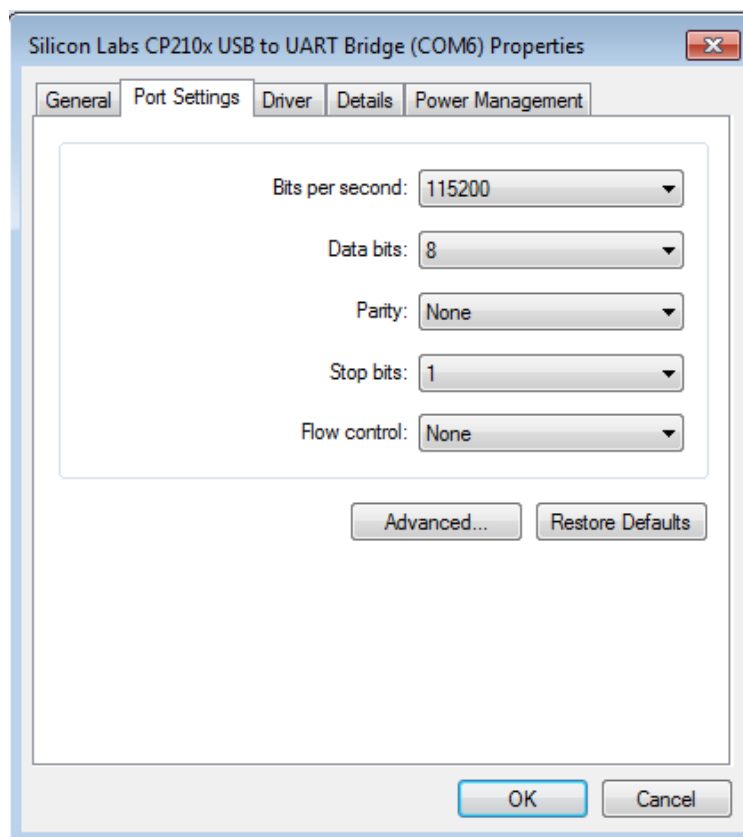 Silicon Labs CP210x USB to UART Bridge (COM6) Properties
General Port Settings Driver Details Power Management
Bits per second: 115200
Data bits: 8
Parity: None
Stop bits: 1
Flow control: None
Advanced... Restore Defaults
OK Cancel